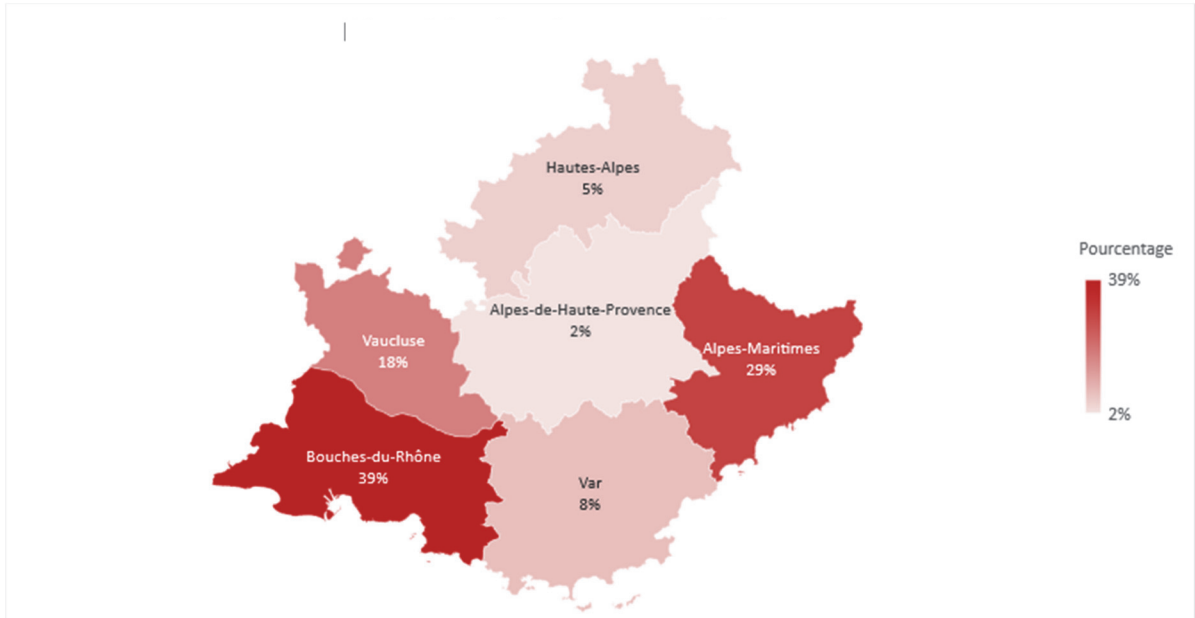 Hautes-Alpes
5%
Alpes-de-Haute-Provence
2%
Vaucluse
18%
Alpes-Maritimes
29%
Bouches-du-Rhône
39%
Var
8%
Pourcentage
39%
2%